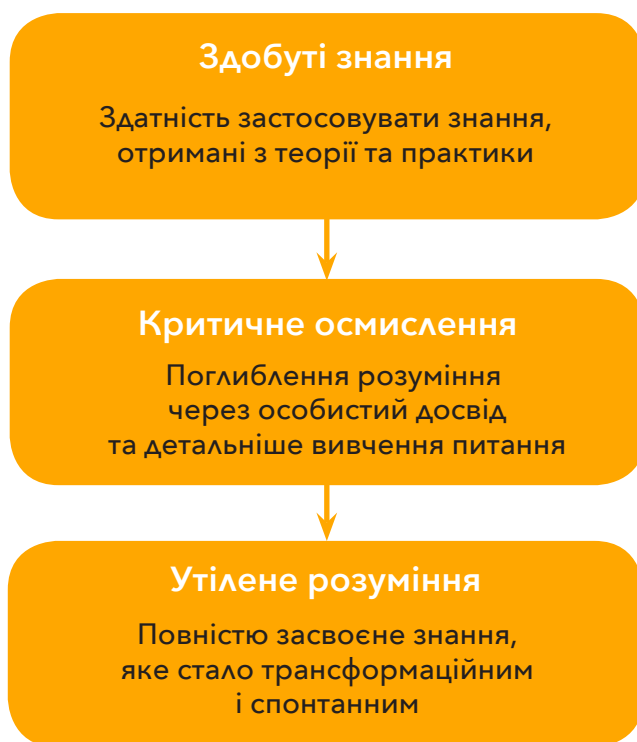 Здобуті знання
Здатність застосовувати знання,
отримані з теорії та практики
Критичне осмислення
Поглиблення розуміння
через особистий досвід
та детальніше вивчення питання
Утілене розуміння
Повністю засвоєне знання,
яке стало трансформаційним
і спонтанним